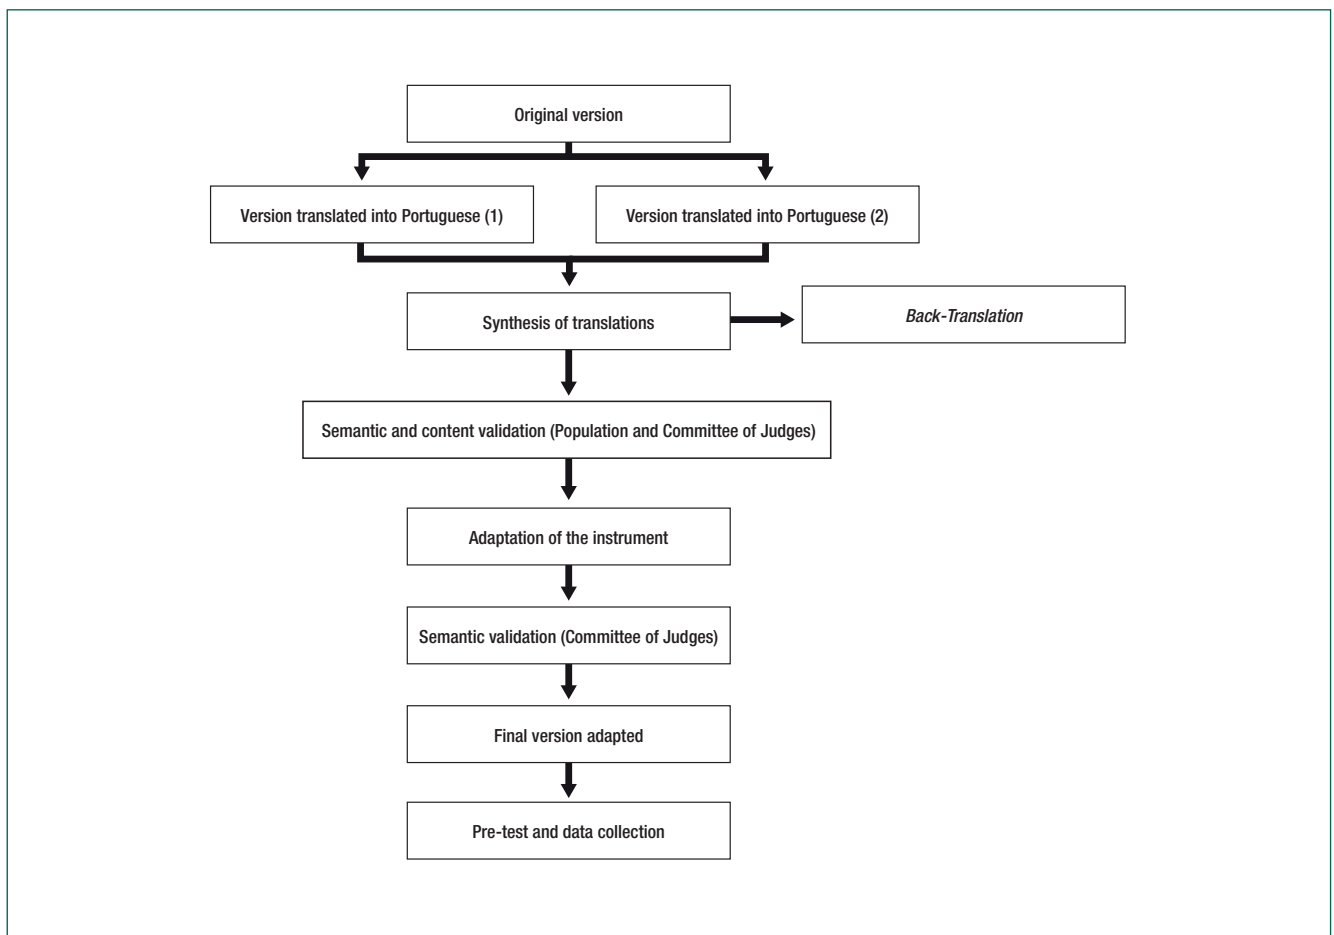 Original version
Version translated into Portuguese (1)
Version translated into Portuguese (2)
Synthesis of translations
Back-Translation
Semantic and content validation (Population and Committee of Judges)
Adaptation of the instrument
Semantic validation (Committee of Judges)
Final version adapted
Pre-test and data collection